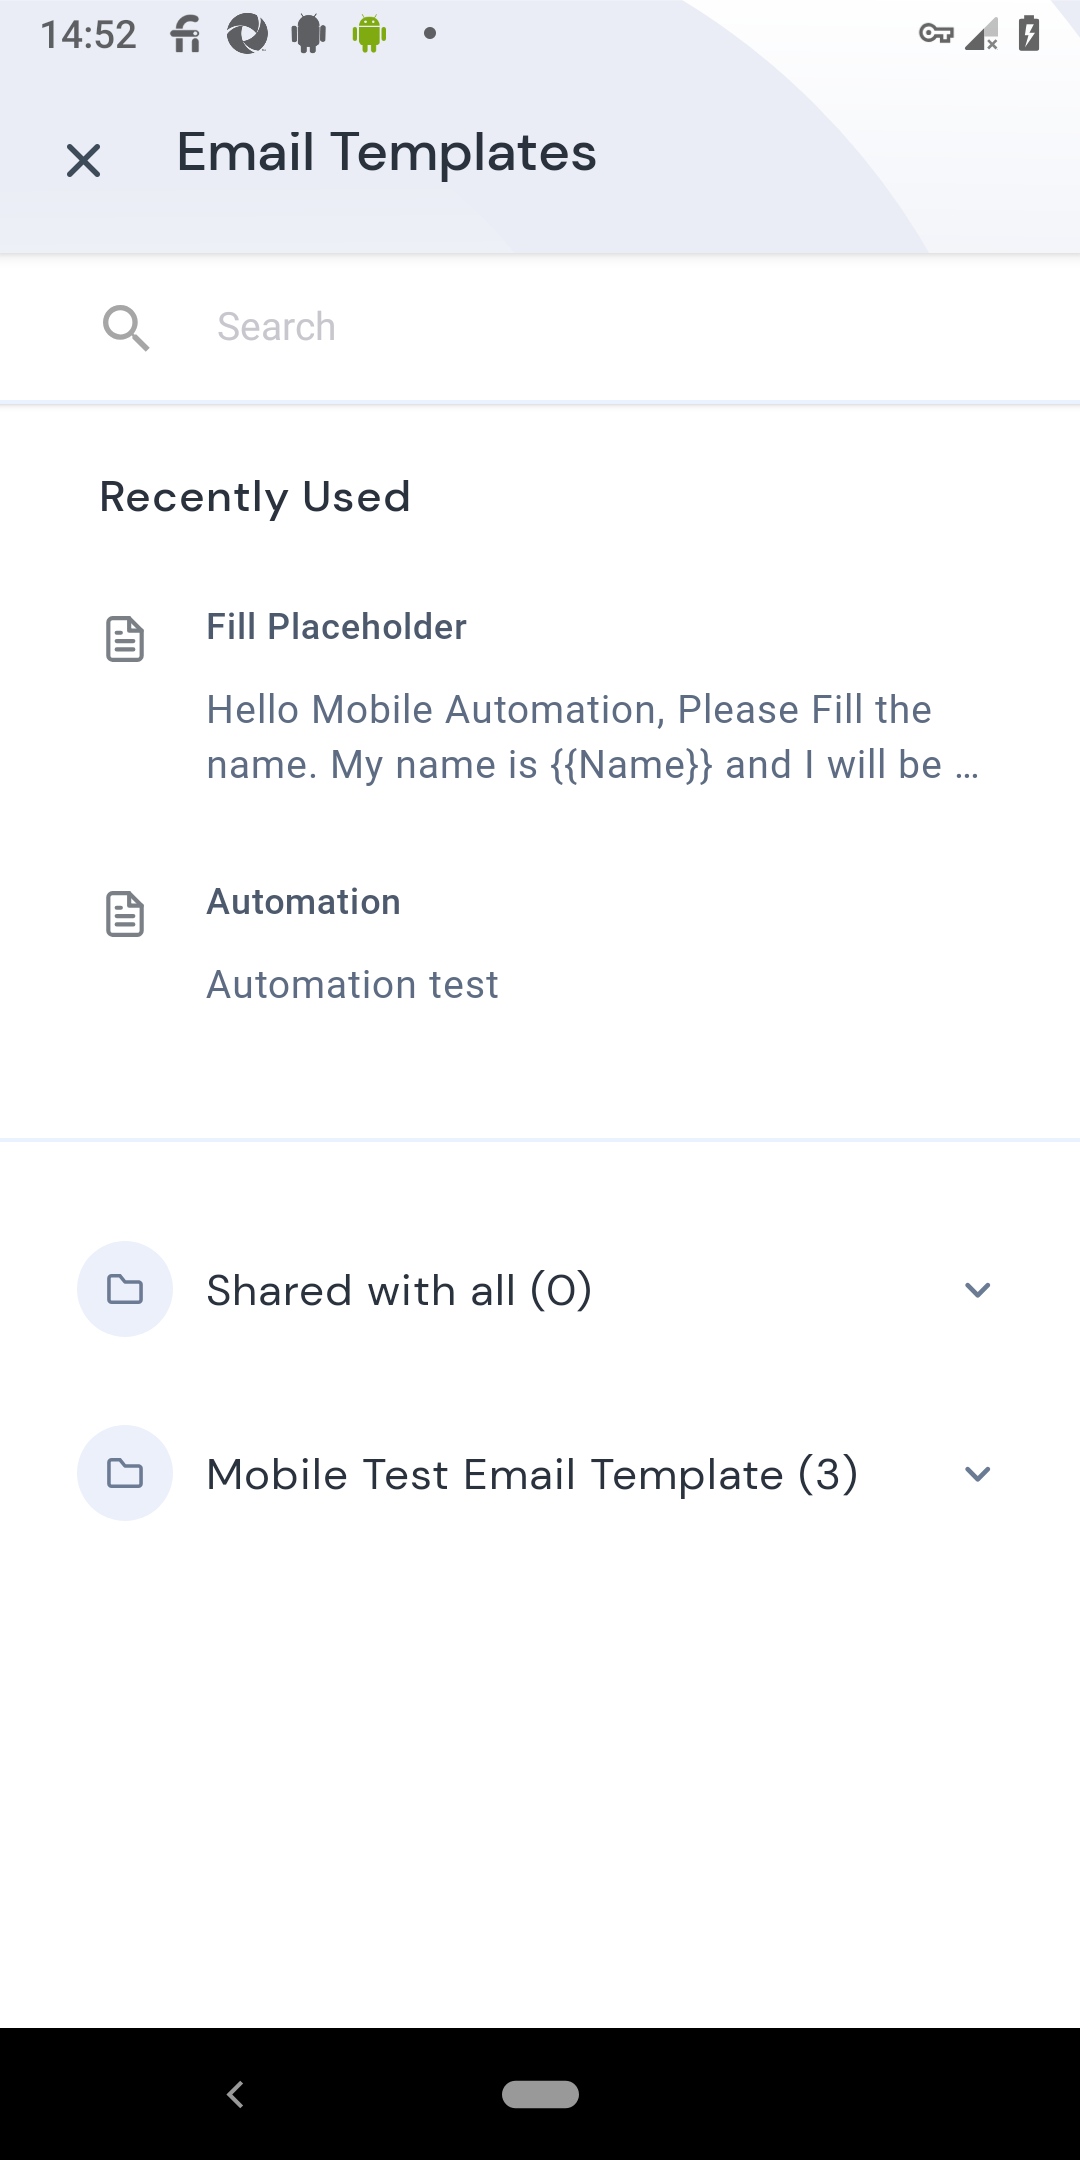 14:52
Email Templates
Search
Recently Used
Fill Placeholder
Hello Mobile Automation, Please Fill the
name. My name is {{Name}} and I will be ...
Automation
Automation test
Shared with all (0)
Mobile Test Email Template (3)